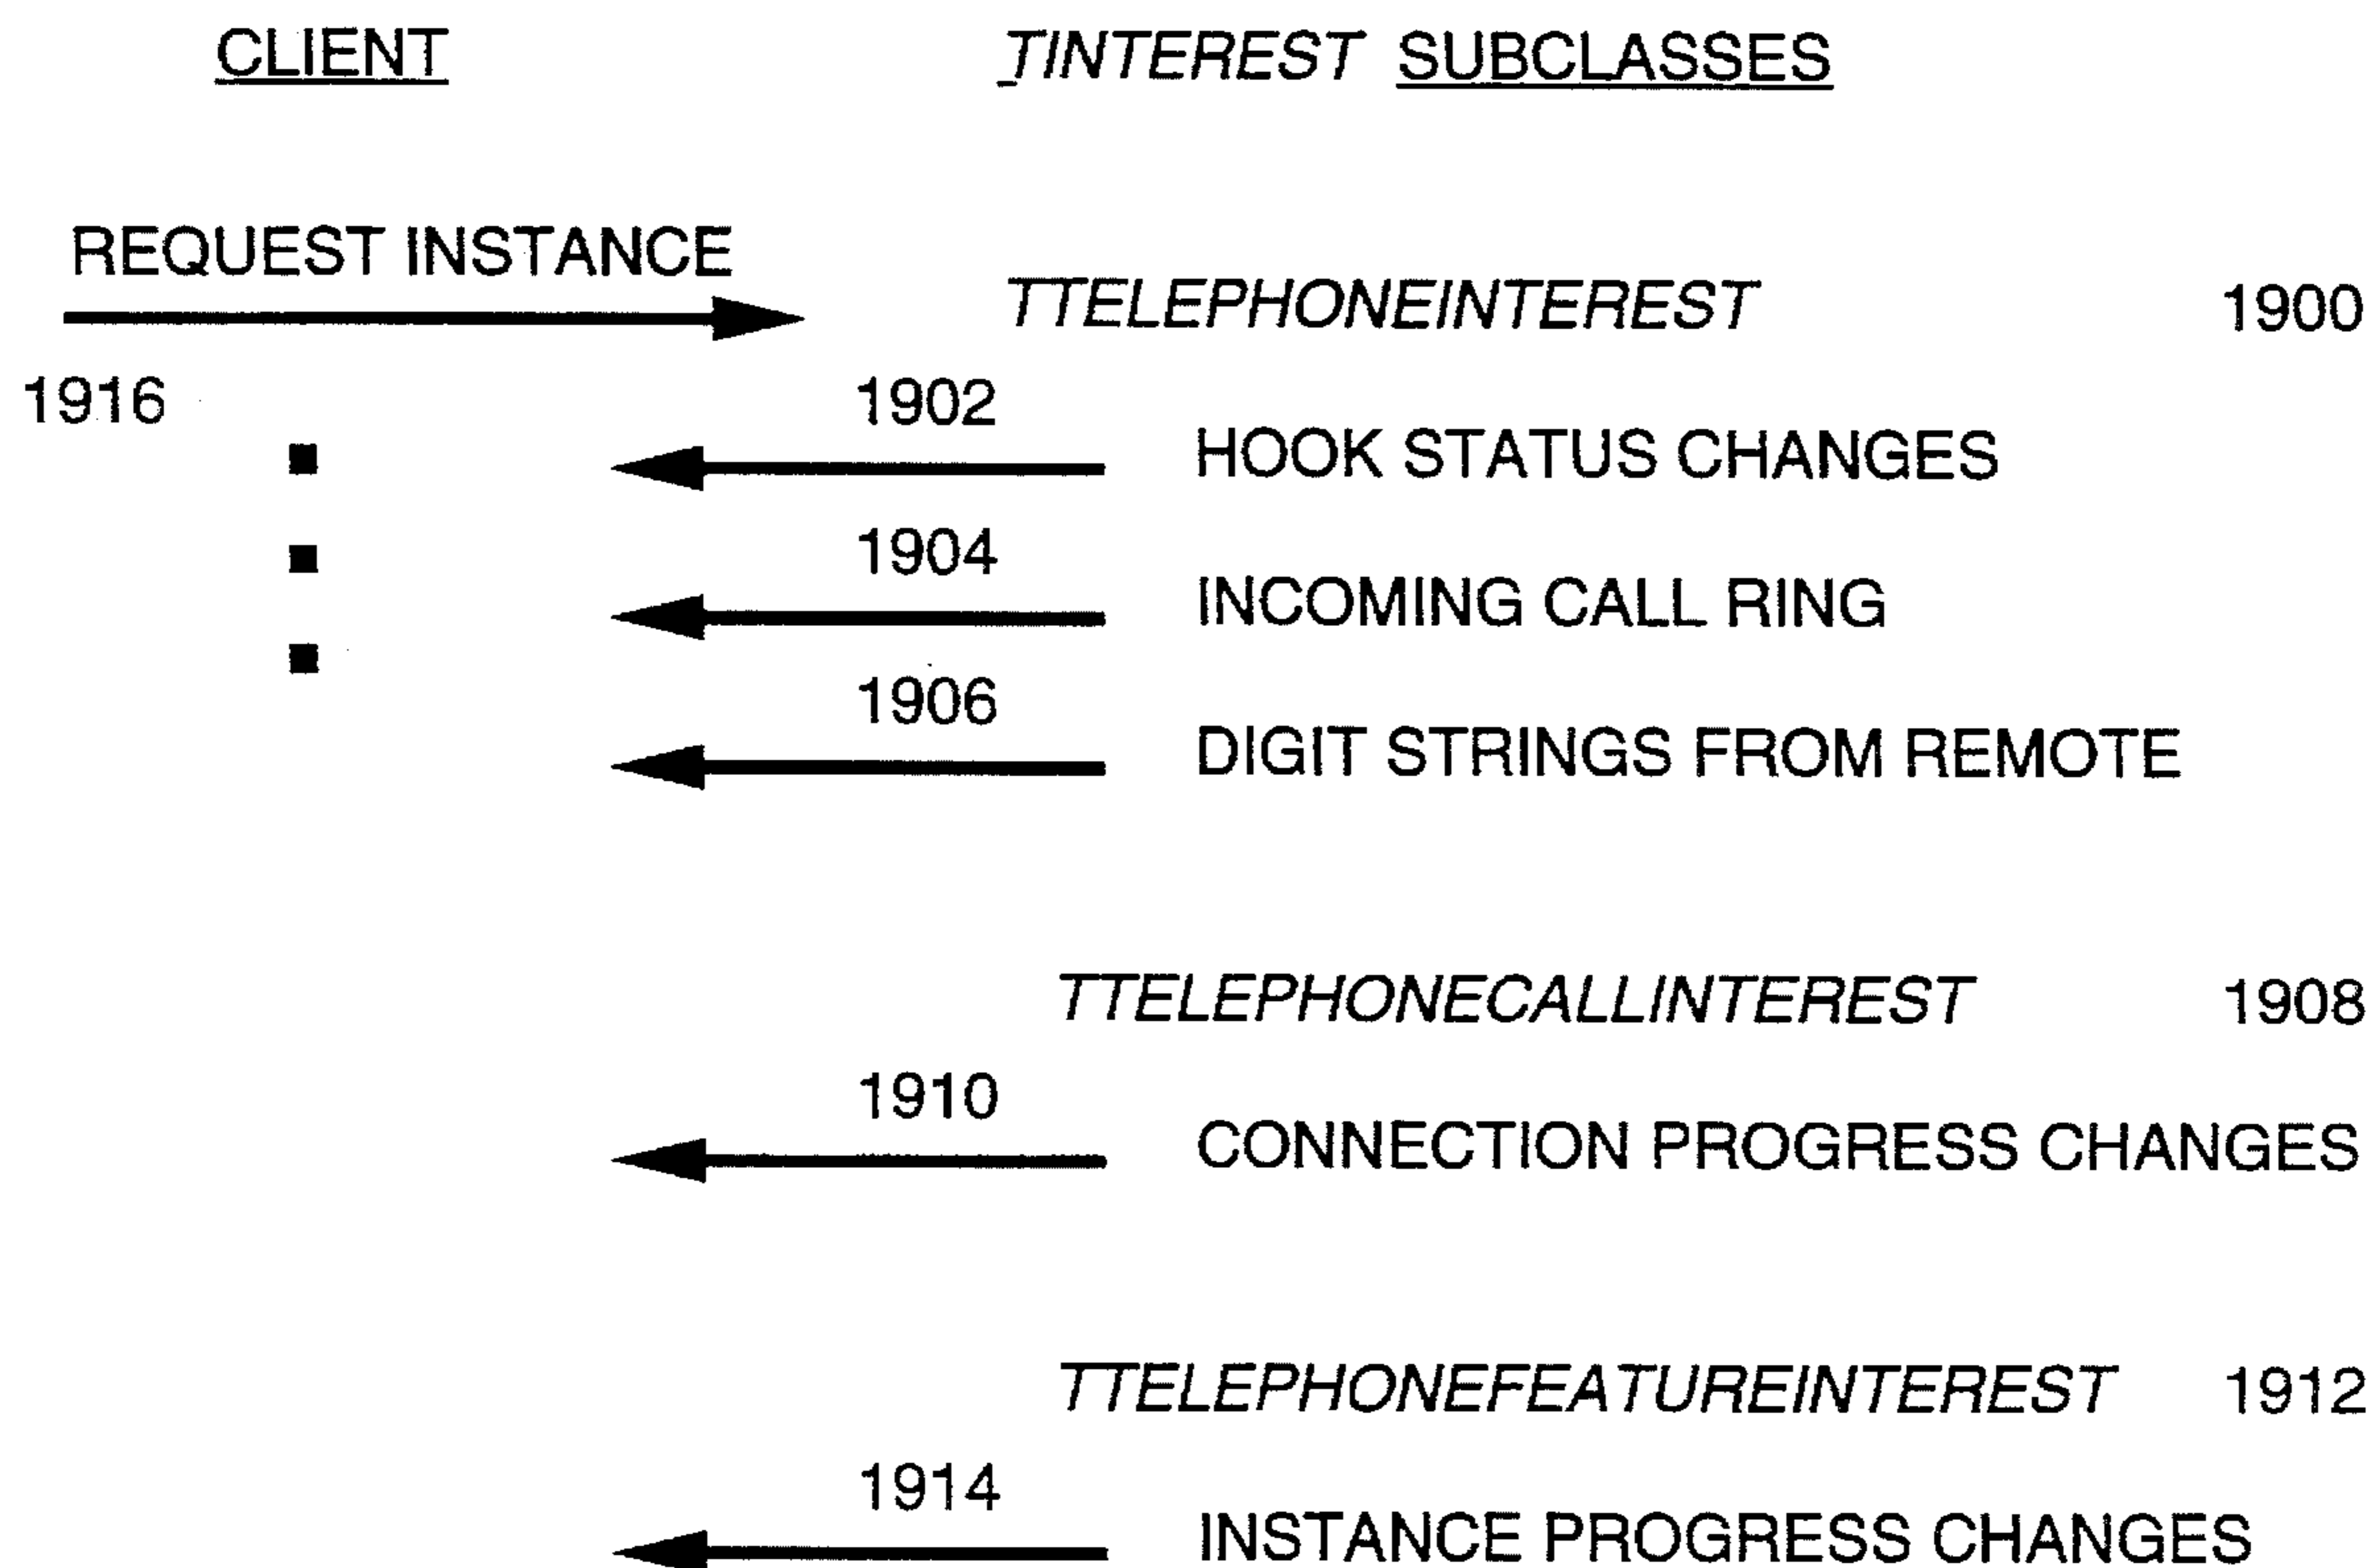 CLIENT TINTEREST SUBCLASSES
REQUEST INSTANCE
TTELEPHONEINTEREST 1900
1916 1902
HOOK STATUS CHANGES
1904
INCOMING CALL RING
1906
DIGIT STRINGS FROM REMOTE
TTELEPHONECALLINTEREST 1908
1910
CONNECTION PROGRESS CHANGES
TTELEPHONEFEATUREINTEREST 1912
1914
INSTANCE PROGRESS CHANGES